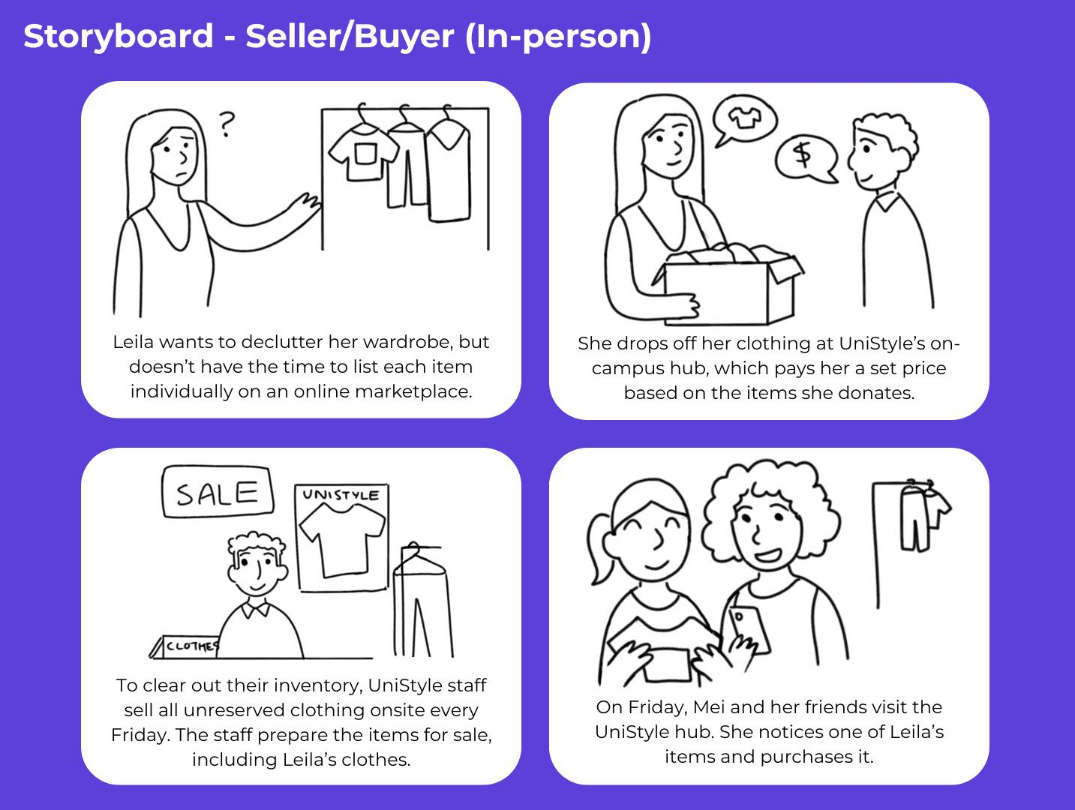 Storyboard - Seller/Buyer (In-person)
?
Leila wants to declutter her wardrobe, but
doesn't have the time to list each item
individually on an online marketplace.
$
She drops off her clothing at UniStyle's on-
campus hub, which pays her a set price
based on the items she donates.
SALE
UNISTYLE
CLOTHES
To clear out their inventory, UniStyle staff
sell all unreserved clothing onsite every
Friday. The staff prepare the items for sale,
including Leila's clothes.
On Friday, Mei and her friends visit the
UniStyle hub. She notices one of Leila's
items and purchases it.